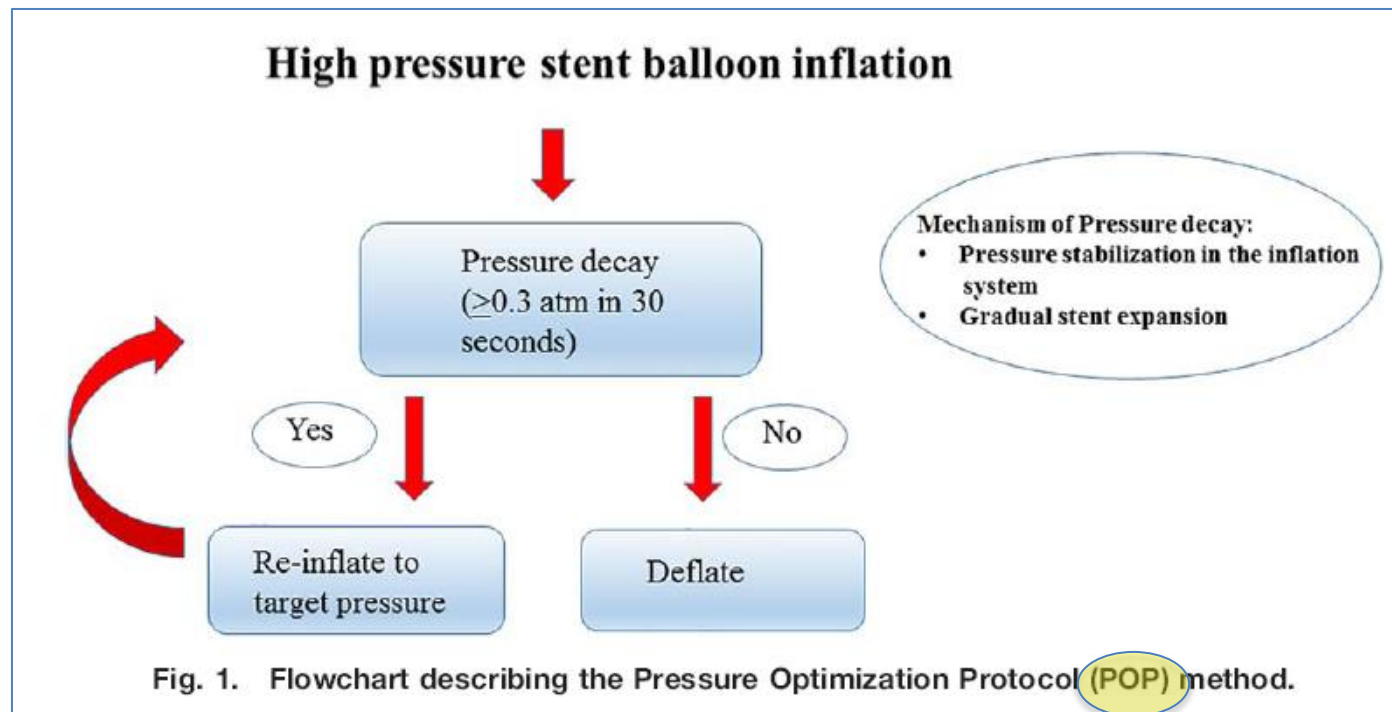 High pressure stent balloon inflation
Pressure decay
(≥0.3 atm in 30
seconds)
Mechanism of Pressure decay:
• Pressure stabilization in the inflation
system
• Gradual stent expansion
Yes
No
Re-inflate to
target pressure
Deflate
Fig. 1. Flowchart describing the Pressure Optimization Protocol (POP) method.